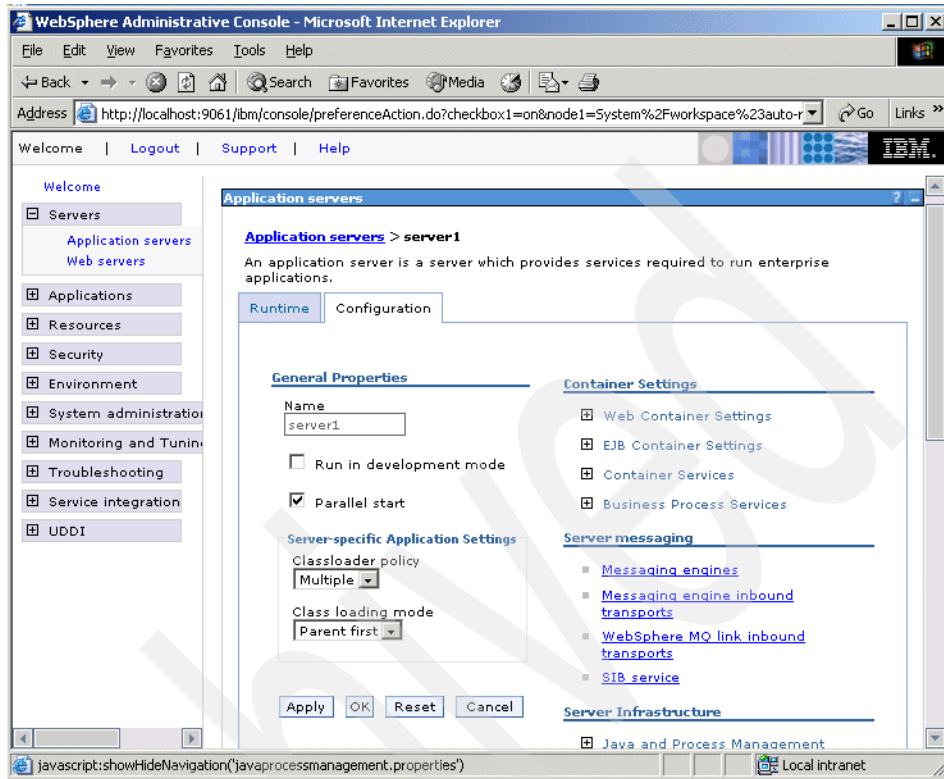 WebSphere Administrative Console - Microsoft Internet Explorer
File Edit View Favorites Tools Help
Back Search Favorites Media
Address http://localhost:9061/ibm/console/preferenceAction.do?checkbox1=on&node1=System%2Fworkspace%23auto-r Go Links »
Welcome | Logout | Support | Help IBM.
Welcome
Servers
Application servers
Web servers
Applications
Resources
Security
Environment
System administratio
Monitoring and Tunin
Troubleshooting
Service integration
UDDI
Application servers ? _
Application servers > server1
An application server is a server which provides services required to run enterprise
applications.
Runtime Configuration
General Properties
Name
server1
Run in development mode
Parallel start
Server-specific Application Settings
Classloader policy
Multiple
Class loading mode
Parent first
Apply OK Reset Cancel
Container Settings
Web Container Settings
EJB Container Settings
Container Services
Business Process Services
Server messaging
Messaging engines
Messaging engine inbound
transports
WebSphere MQ link inbound
transports
SIB service
Server Infrastructure
Java and Process Management
javascript:showHideNavigation('javaprocessmanagement.properties') Local intranet